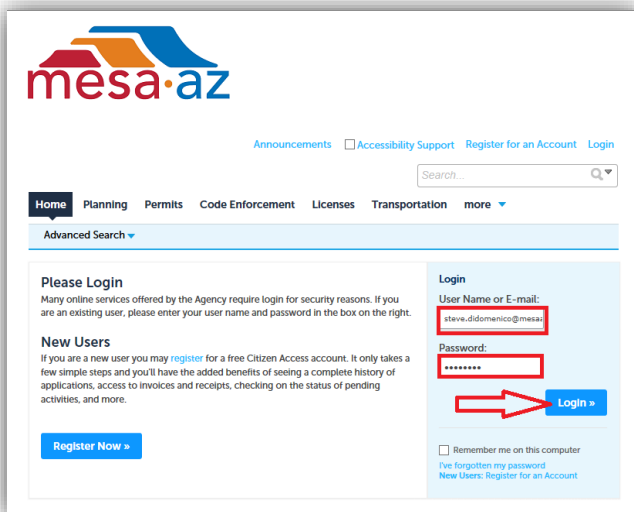 mesa·az
Announcements Accessibility Support Register for an Account Login
Search...
Home Planning Permits Code Enforcement Licenses Transportation more
Advanced Search
Please Login
Many online services offered by the Agency require login for security reasons. If you
are an existing user, please enter your user name and password in the box on the right.
New Users
If you are a new user you may register for a free Citizen Access account. It only takes a
few simple steps and you'll have the added benefits of seeing a complete history of
applications, access to invoices and receipts, checking on the status of pending
activities, and more.
Register Now »
Login
User Name or E-mail:
steve.didomenico@mesaa
Password:
••••••••
Login »
Remember me on this computer
I've forgotten my password
New Users: Register for an Account